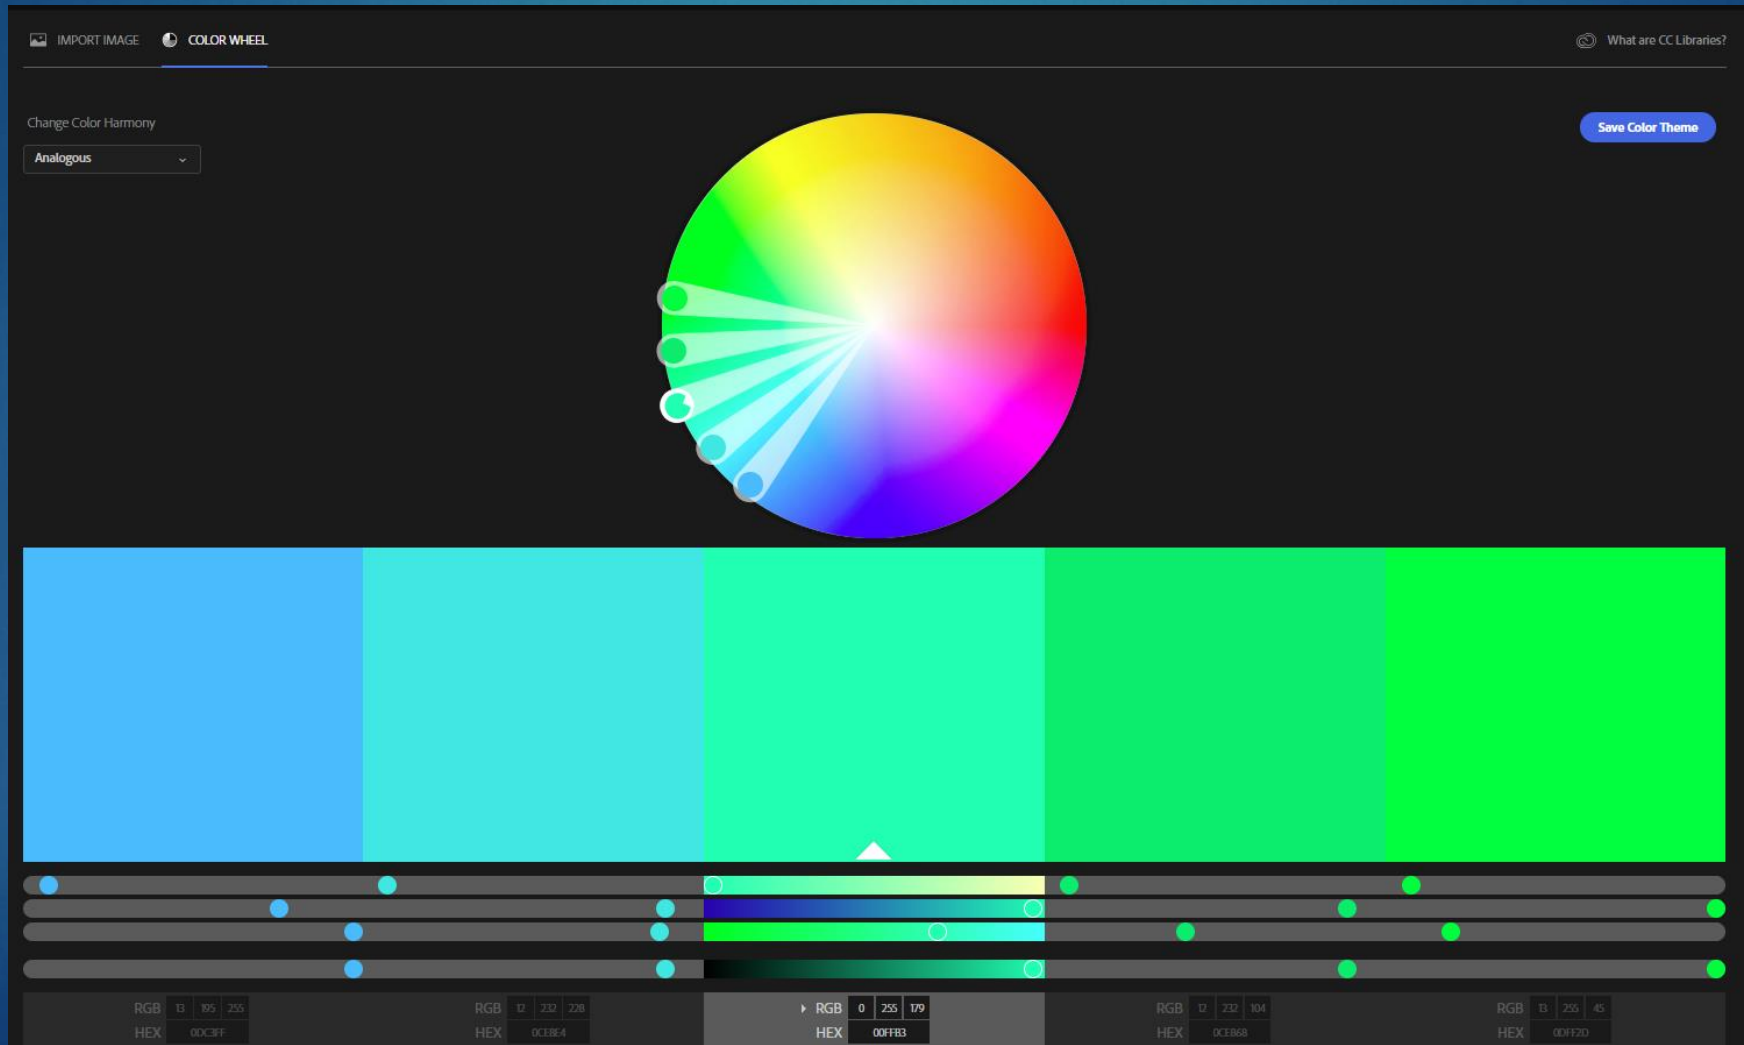 IMPORT IMAGE COLOR WHEEL What are CC Libraries?
Change Color Harmony
Save Color Theme
Analogous
RGB 13 195 255 RGB 12 232 228 RGB 0 255 179 RGB 12 232 104 RGB 13 255 45
HEX 0DC3FF HEX 0CE8E4 HEX 00FFB3 HEX 0CE868 HEX 0DFF2D